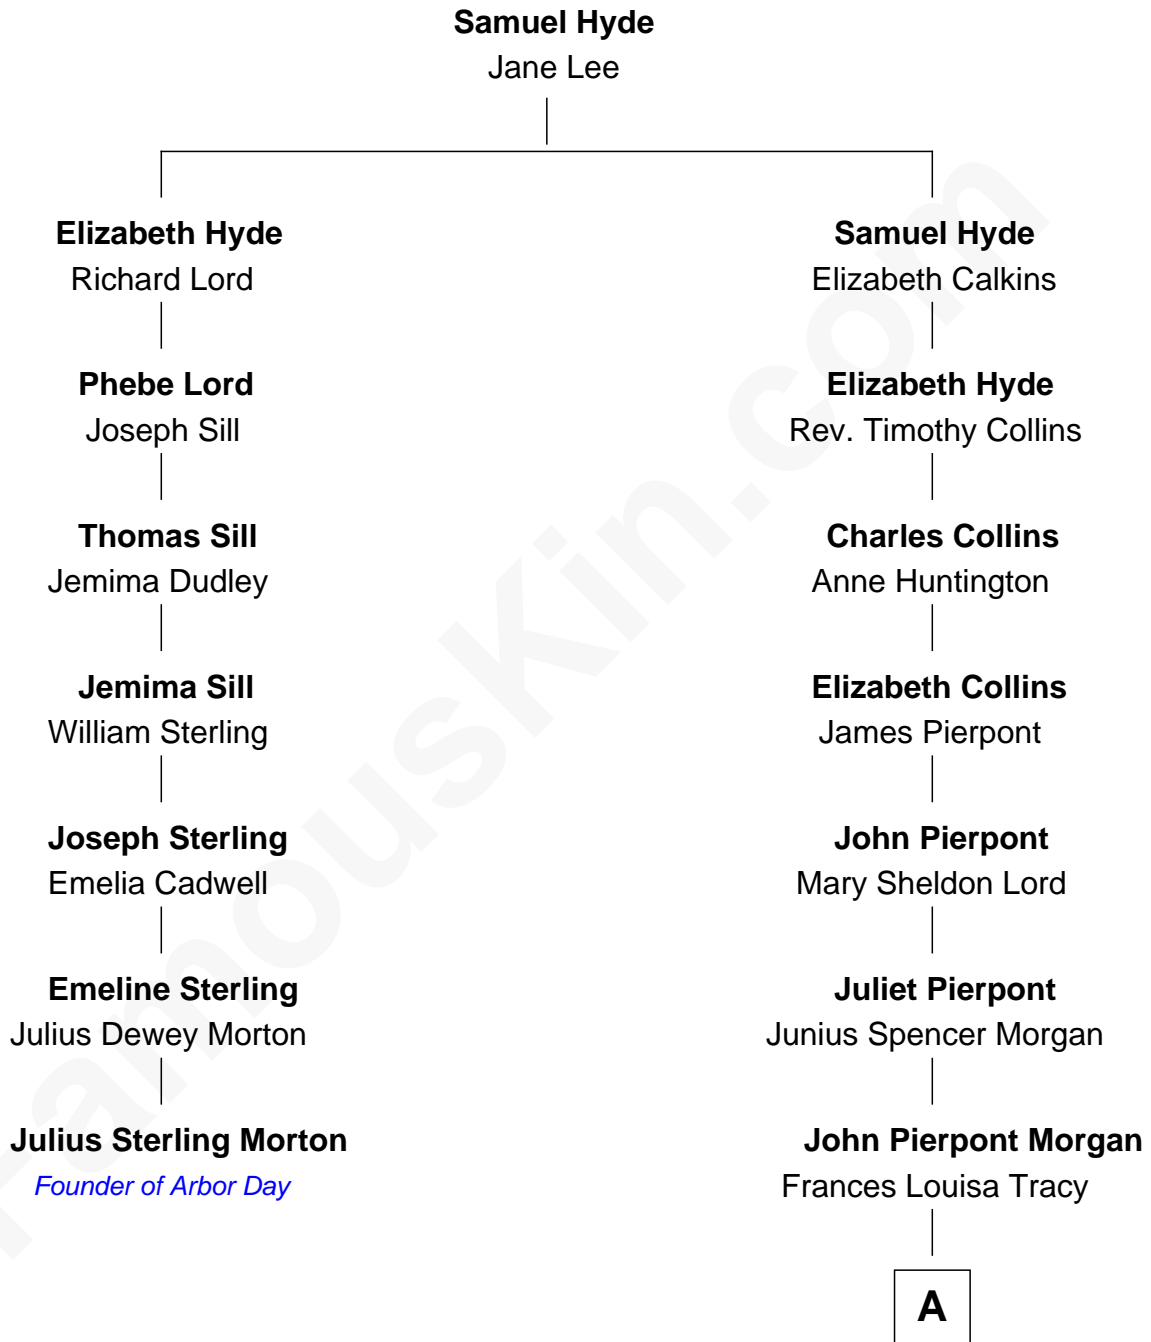 Samuel Hyde
Jane Lee
Elizabeth Hyde
Richard Lord
Samuel Hyde
Elizabeth Calkins
Phebe Lord
Joseph Sill
Elizabeth Hyde
Rev. Timothy Collins
Thomas Sill
Jemima Dudley
Charles Collins
Anne Huntington
Jemima Sill
William Sterling
Elizabeth Collins
James Pierpont
Joseph Sterling
Emelia Cadwell
John Pierpont
Mary Sheldon Lord
Emeline Sterling
Julius Dewey Morton
Juliet Pierpont
Junius Spencer Morgan
Julius Sterling Morton
Founder of Arbor Day
John Pierpont Morgan
Frances Louisa Tracy
A
FamousKin.com